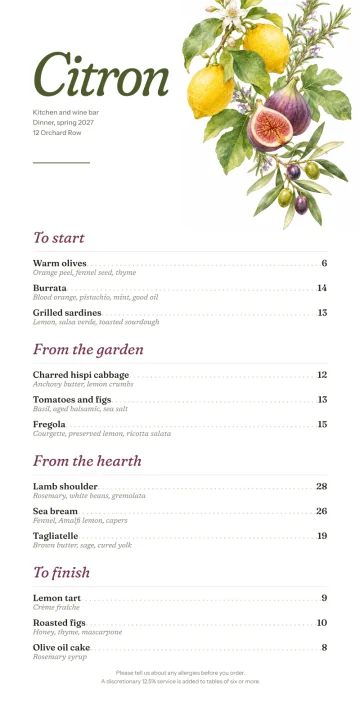 Citron
Kitchen and wine bar
Dinner, spring 2027
12 Orchard Row
To start
Warm olives 6
Orange peel, fennel seed, thyme
Burrata 14
Blood orange, pistachio, mint, good oil
Grilled sardines 13
Lemon, salsa verde, toasted sourdough
From the garden
Charred hispi cabbage 12
Anchovy butter, lemon crumbs
Tomatoes and figs 13
Basil, aged balsamic, sea salt
Fregola 15
Courgette, preserved lemon, ricotta salata
From the hearth
Lamb shoulder 28
Rosemary, white beans, gremolata
Sea bream 26
Fennel, Amalfi lemon, capers
Tagliatelle 19
Brown butter, sage, cured yolk
To finish
Lemon tart 9
Crème fraîche
Roasted figs 10
Honey, thyme, mascarpone
Olive oil cake 8
Rosemary syrup
Please tell us about any allergies before you order.
A discretionary 12.5% service is added to tables of six or more.